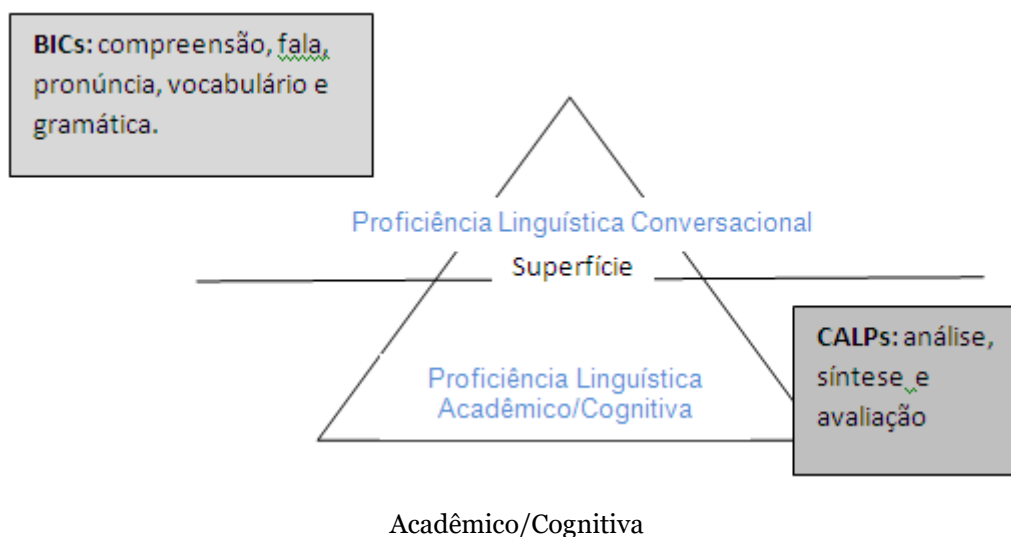 BICs: compreensão, fala,
pronúncia, vocabulário e
gramática.
Proficiência Linguística Conversacional
Superfície
CALPs: análise,
síntese e
avaliação
Proficiência Linguística
Acadêmico/Cognitiva
Acadêmico/Cognitiva